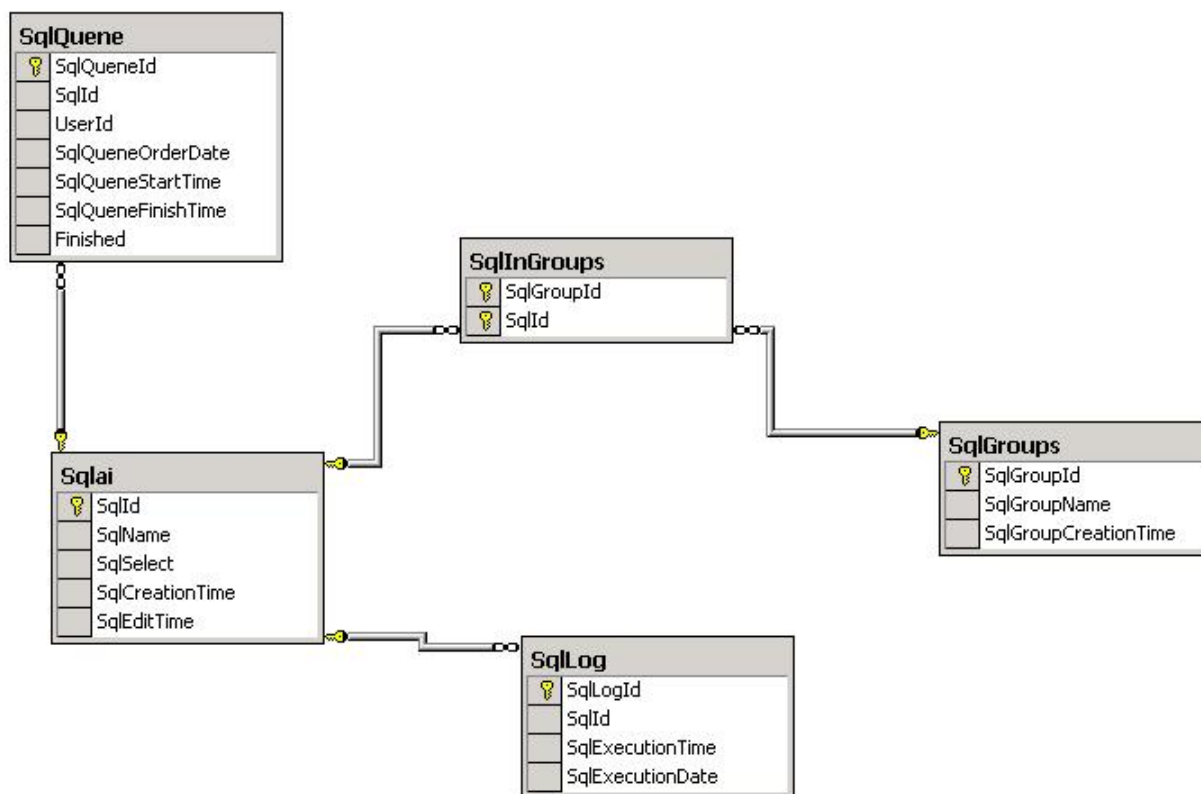 SqlQuene
SqlQueneId
SqlId
UserId
SqlQueneOrderDate
SqlQueneStartTime
SqlQueneFinishTime
Finished
SqlInGroups
SqlGroupId
SqlId
Sqlai
SqlId
SqlName
SqlSelect
SqlCreationTime
SqlEditTime
SqlGroups
SqlGroupId
SqlGroupName
SqlGroupCreationTime
SqlLog
SqlLogId
SqlId
SqlExecutionTime
SqlExecutionDate